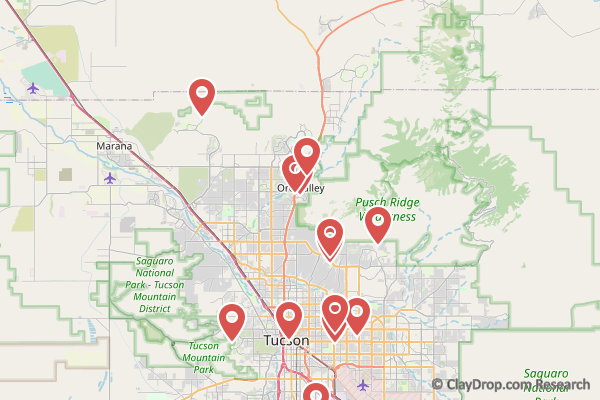 Marana
Oro Valley
Pusch Ridge
Wilderness
Saguaro
National
Park - Tucson
Mountain
District
Tucson
Mountain
Park
Tucson
Saguaro
National
© ClayDrop.com Research